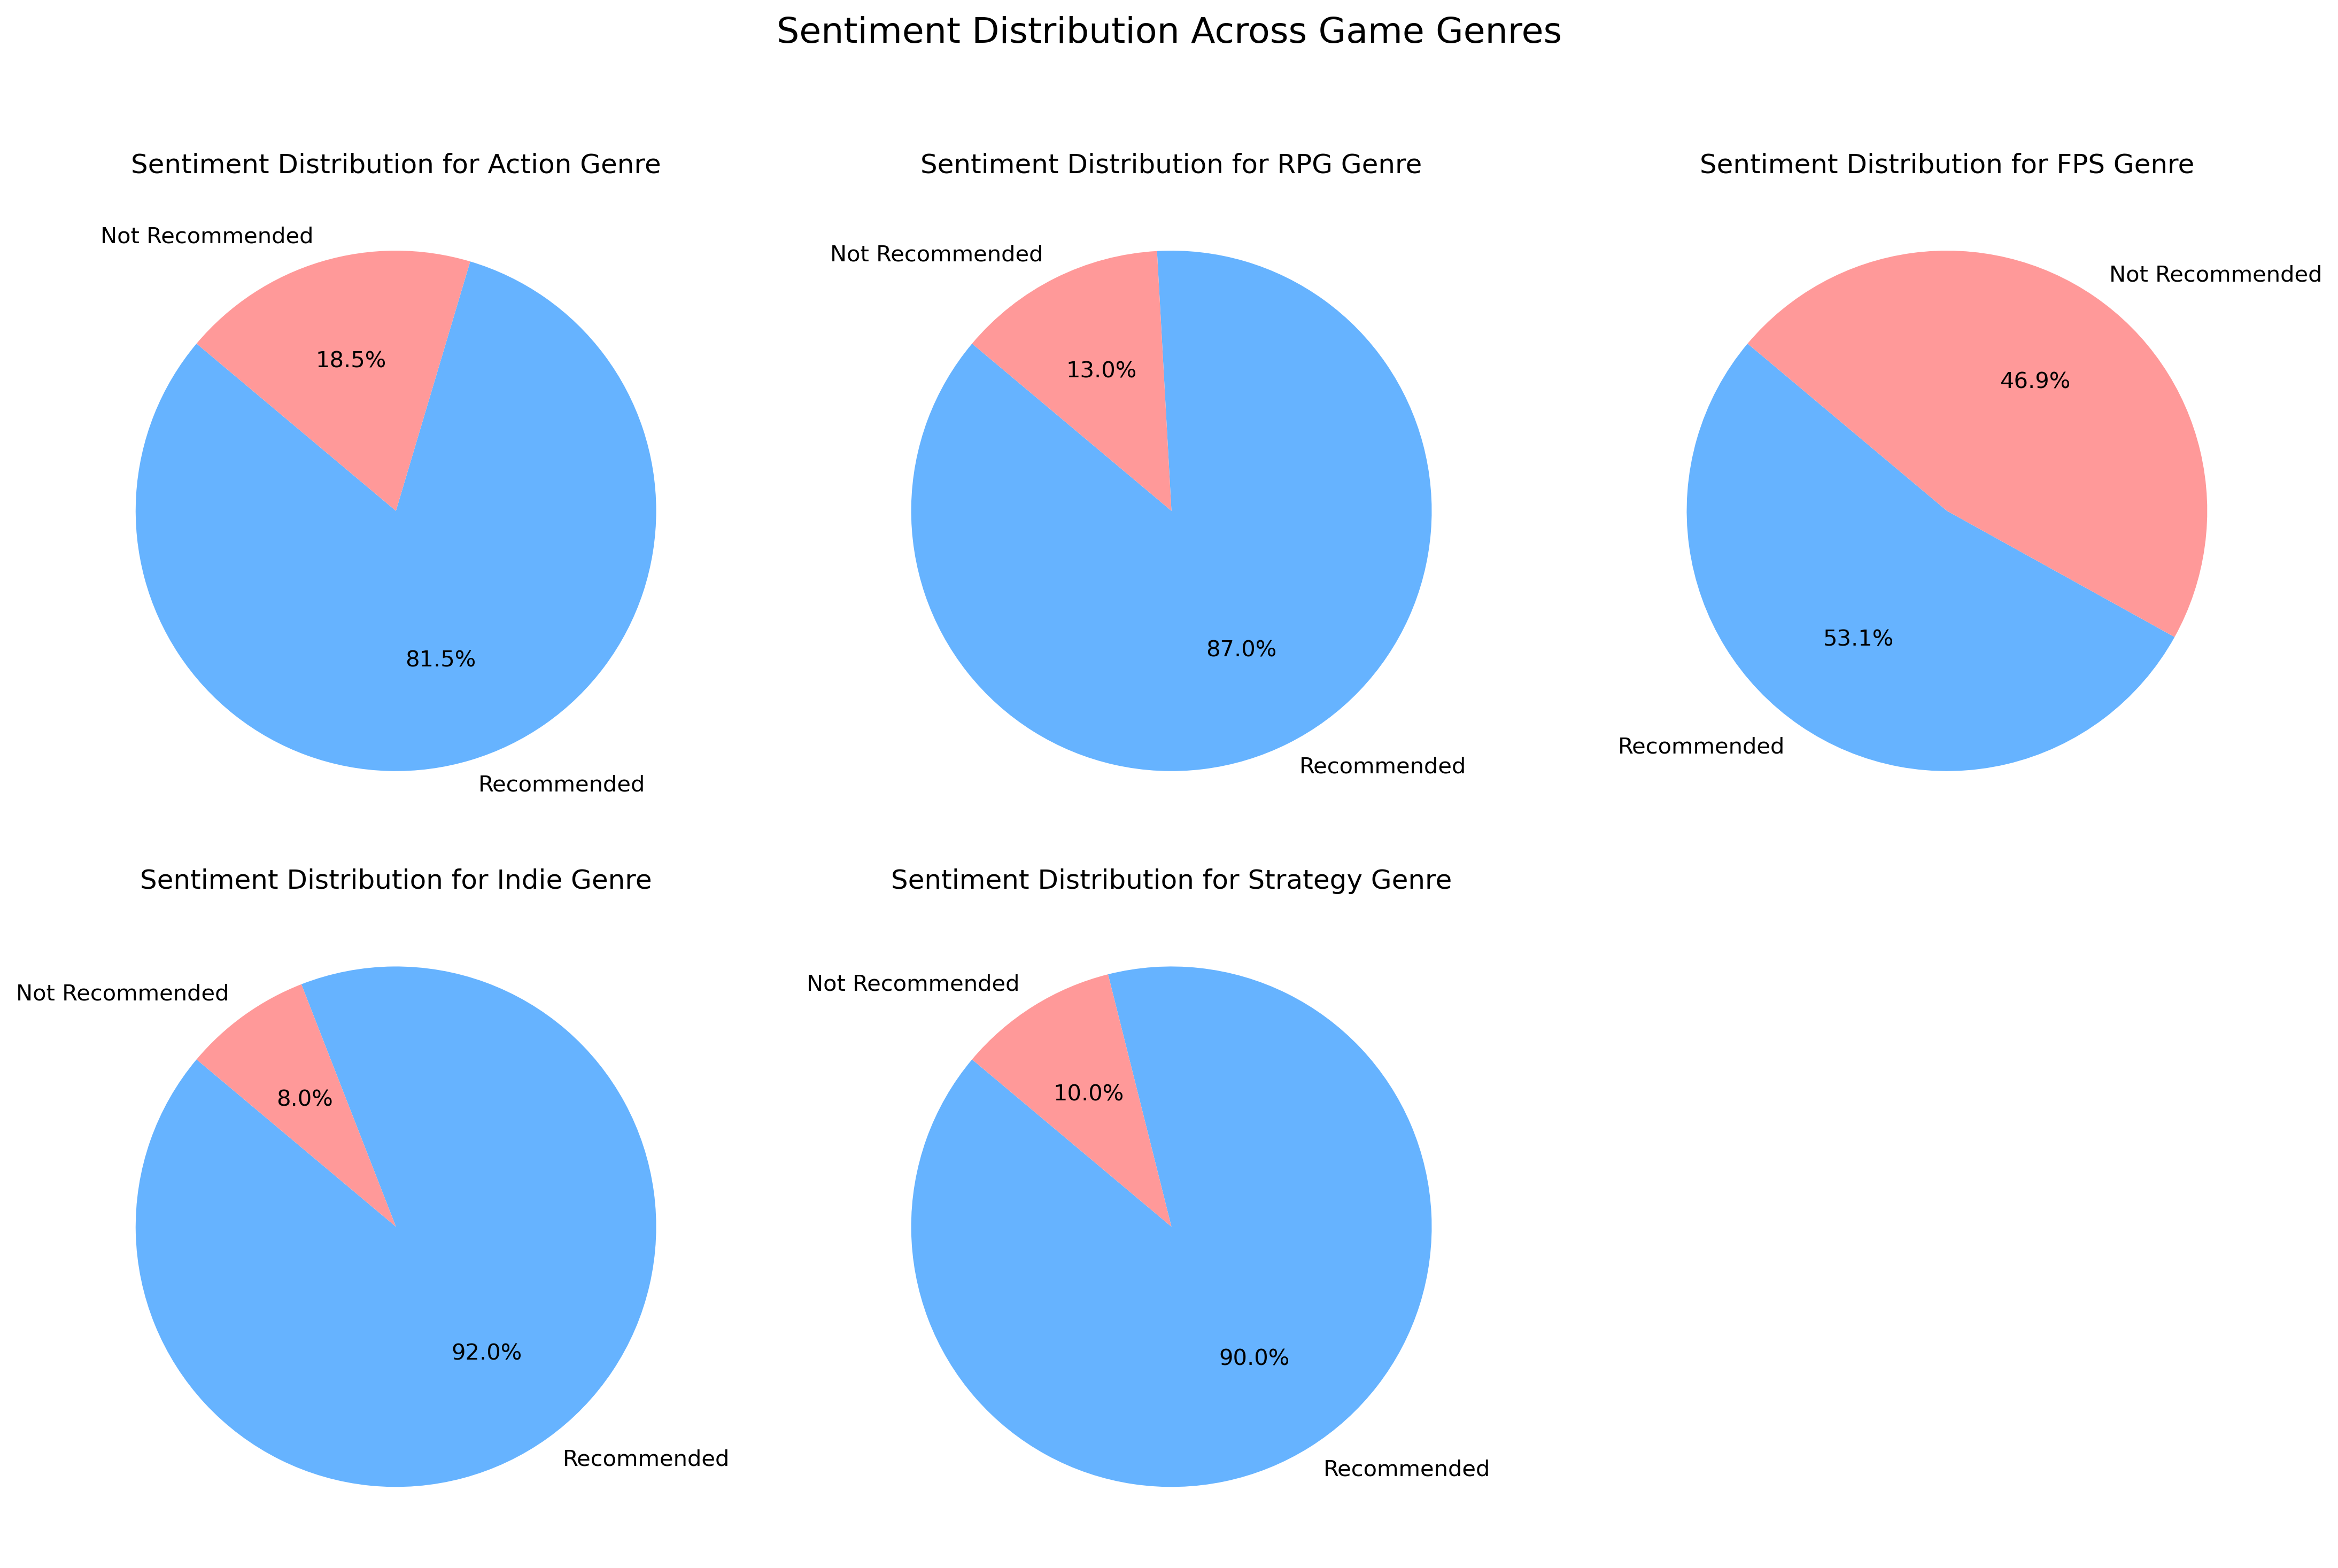 Sentiment Distribution Across Game Genres
Sentiment Distribution for Action Genre
Not Recommended
18.5%
81.5%
Recommended
Sentiment Distribution for RPG Genre
Not Recommended
13.0%
87.0%
Recommended
Sentiment Distribution for FPS Genre
Not Recommended
46.9%
53.1%
Recommended
Sentiment Distribution for Indie Genre
Not Recommended
8.0%
92.0%
Recommended
Sentiment Distribution for Strategy Genre
Not Recommended
10.0%
90.0%
Recommended